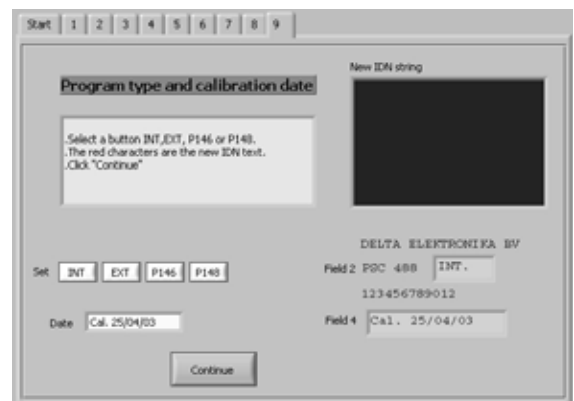 Start 1 2 3 4 5 6 7 8 9
Program type and calibration date
New IDN string
.Select a button INT,EXT, P146 or P148.
.The red characters are the new IDN text.
.Click "Continue"
DELTA ELEKTRONIKA BV
Set INT EXT P146 P148
Field 2 PSC 488 INT.
123456789012
Date Cal. 25/04/03
Field 4 Cal. 25/04/03
Continue